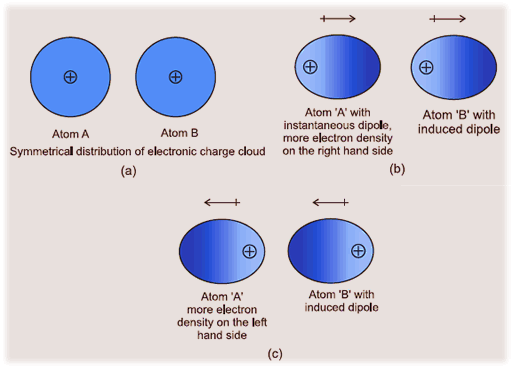 Atom A
Atom B
Symmetrical distribution of electronic charge cloud
(a)
Atom 'A' with
instantaneous dipole,
more electron density
on the right hand side
Atom 'B' with
induced dipole
(b)
Atom 'A'
more electron
density on the left
hand side
Atom 'B' with
induced dipole
(c)